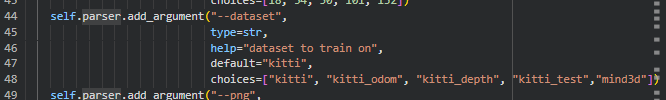 choices=[18, 34, 50, 101, 152])
44 self.parser.add_argument("--dataset",
45 type=str,
46 help="dataset to train on",
47 default="kitti",
48 choices=["kitti", "kitti_odom", "kitti_depth", "kitti_test","mind3d"])
49 self.parser.add_argument("--png",